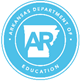 ARKANSAS DEPARTMENT OF
AR
EDUCATION